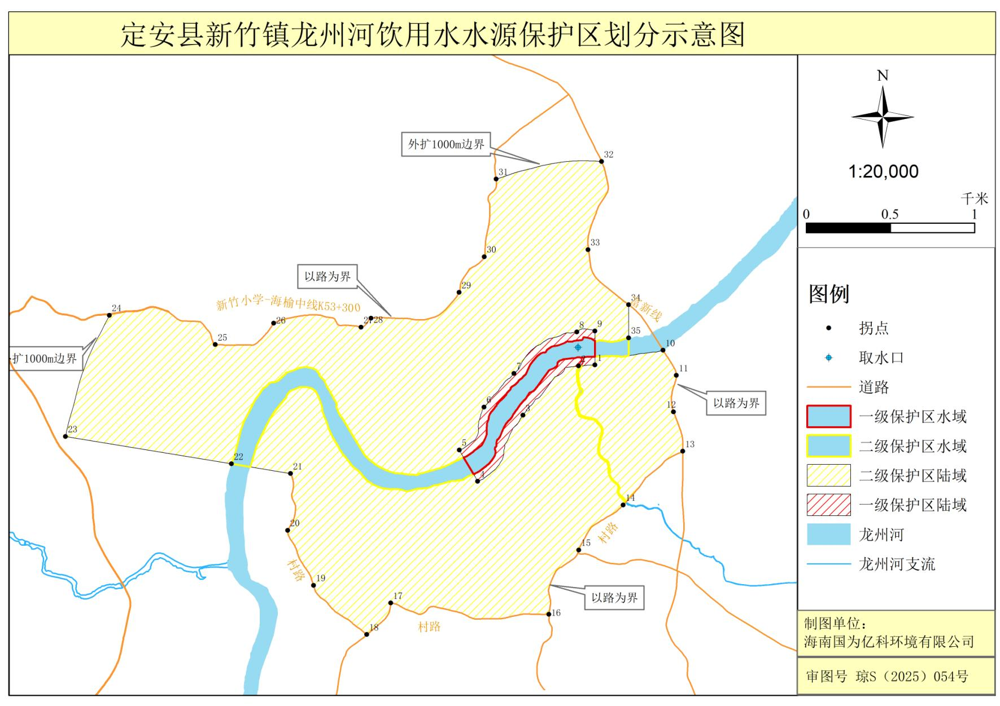 定安县新竹镇龙州河饮用水水源保护区划分示意图
N
1:20,000
千米
0 0.5 1
图例
拐点
取水口
道路
一级保护区水域
二级保护区水域
二级保护区陆域
一级保护区陆域
龙州河
龙州河支流
制图单位：
海南国为亿科环境有限公司
审图号 琼S（2025）054号
外扩1000m边界
32
31
33
30
以路为界
29
新竹小学-海榆中线K53+300
24
34
富新线
26
27
28
25
8
9
35
10
扩1000m边界
2
1
7
11
6
以路为界
3
12
23
5
13
22
21
4
14
20
村路
15
村路
19
以路为界
17
16
18
村路